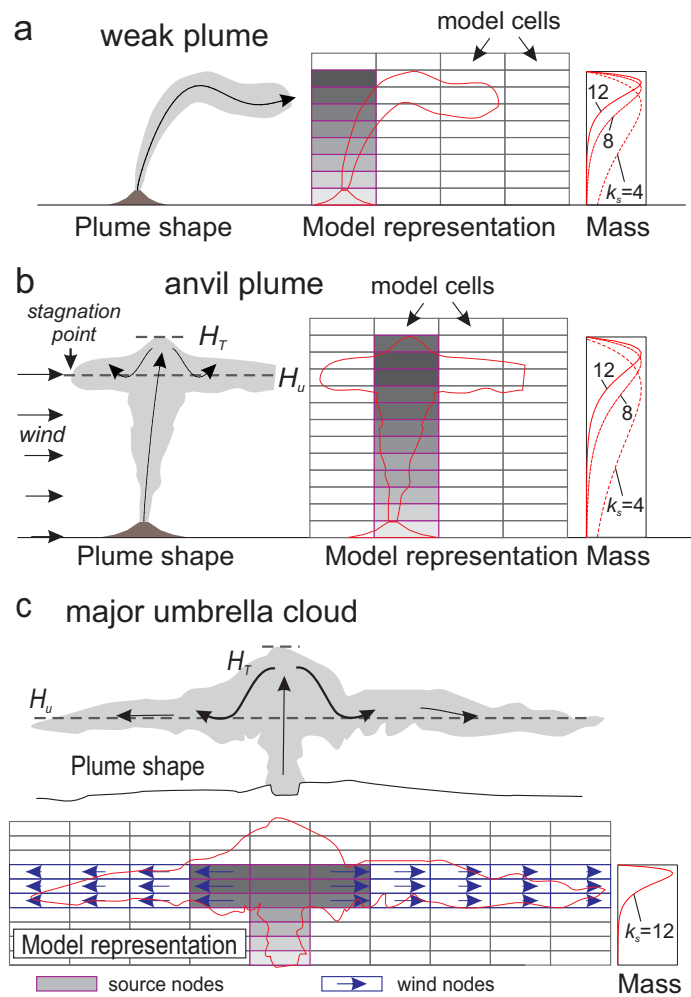 a
weak plume
model cells
12
8
k_s=4
Plume shape
Model representation
Mass
b
anvil plume
model cells
stagnation
point
H_T
H_u
wind
12
8
k_s=4
Plume shape
Model representation
Mass
c
major umbrella cloud
H_T
H_u
Plume shape
k_s=12
Model representation
source nodes
wind nodes
Mass